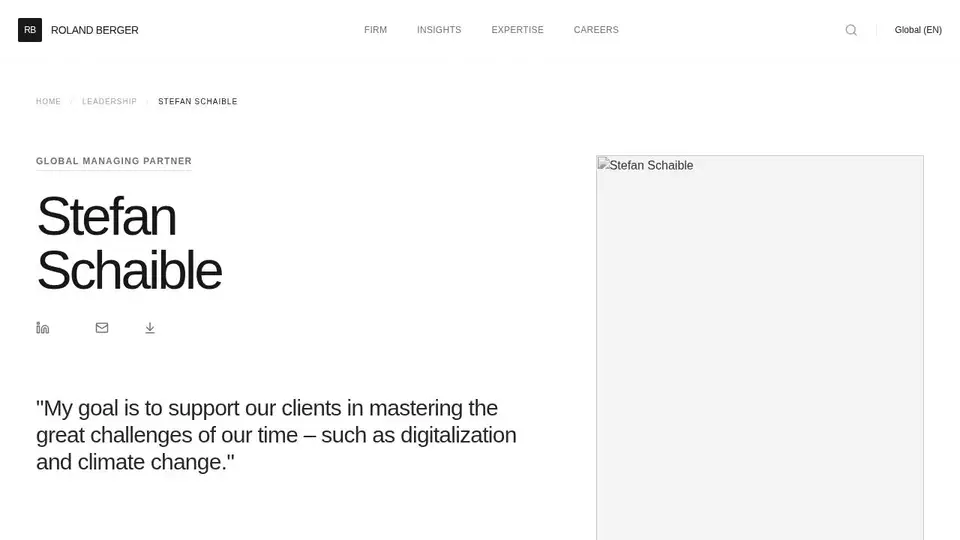 RB ROLAND BERGER FIRM INSIGHTS EXPERTISE CAREERS Global (EN)
HOME / LEADERSHIP / STEFAN SCHAIBLE
GLOBAL MANAGING PARTNER
Stefan
Schaible
"My goal is to support our clients in mastering the
great challenges of our time – such as digitalization
and climate change."
Stefan Schaible